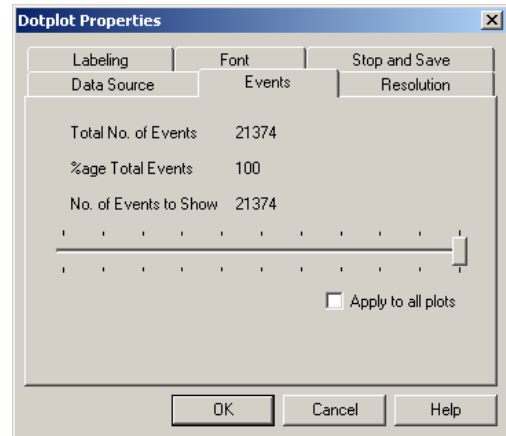 Dotplot Properties
Labeling Font Stop and Save
Data Source Events Resolution
Total No. of Events 21374
%age Total Events 100
No. of Events to Show 21374
Apply to all plots
OK Cancel Help